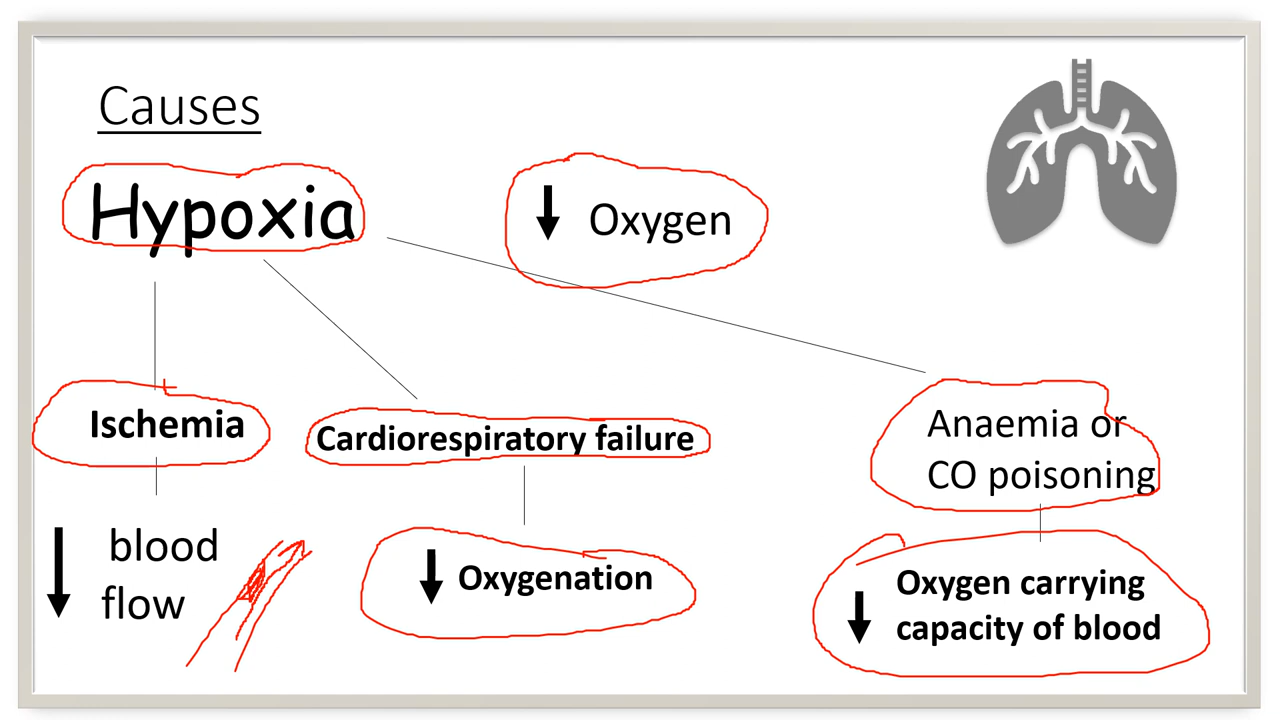 Causes
Hypoxia
Oxygen
Ischemia
Cardiorespiratory failure
Anaemia or
CO poisoning
blood
flow
Oxygenation
Oxygen carrying
capacity of blood